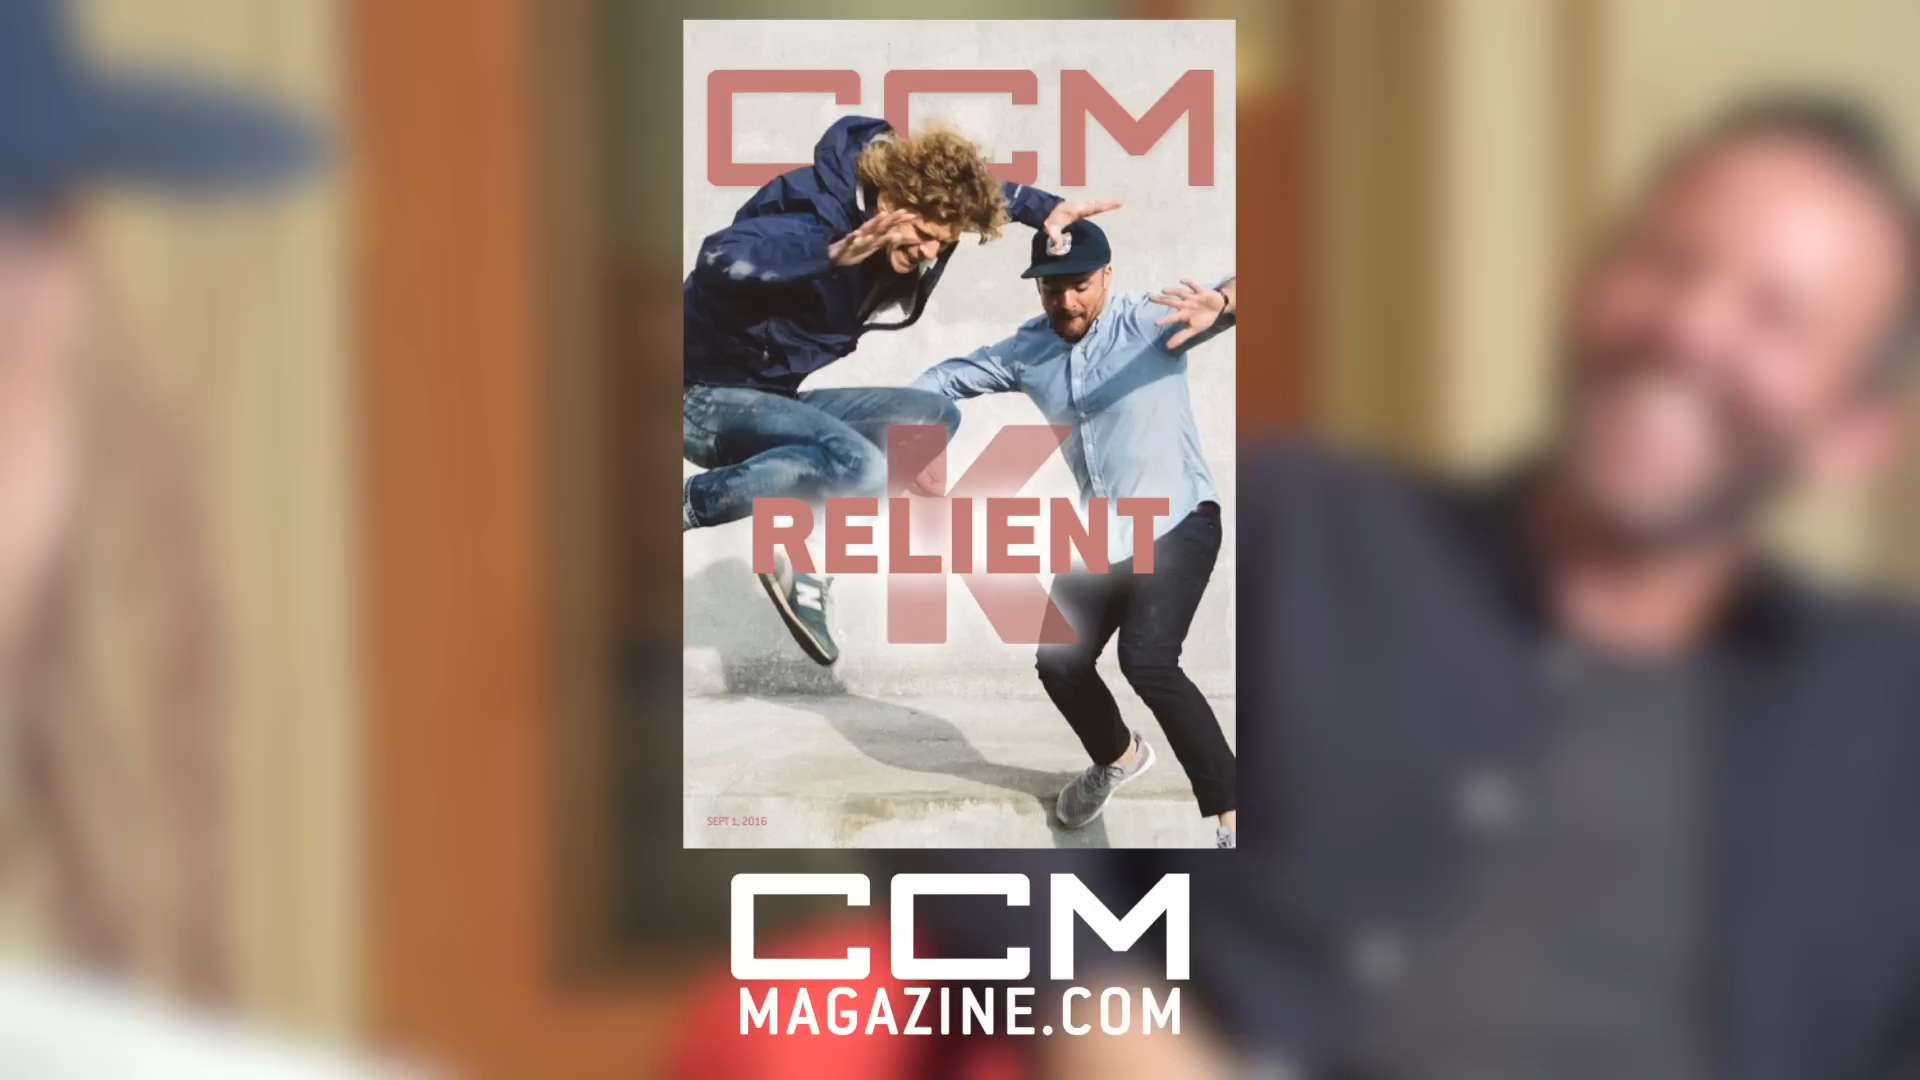 CCM
K
RELIENT
SEPT 1, 2016
CCM
MAGAZINE.COM